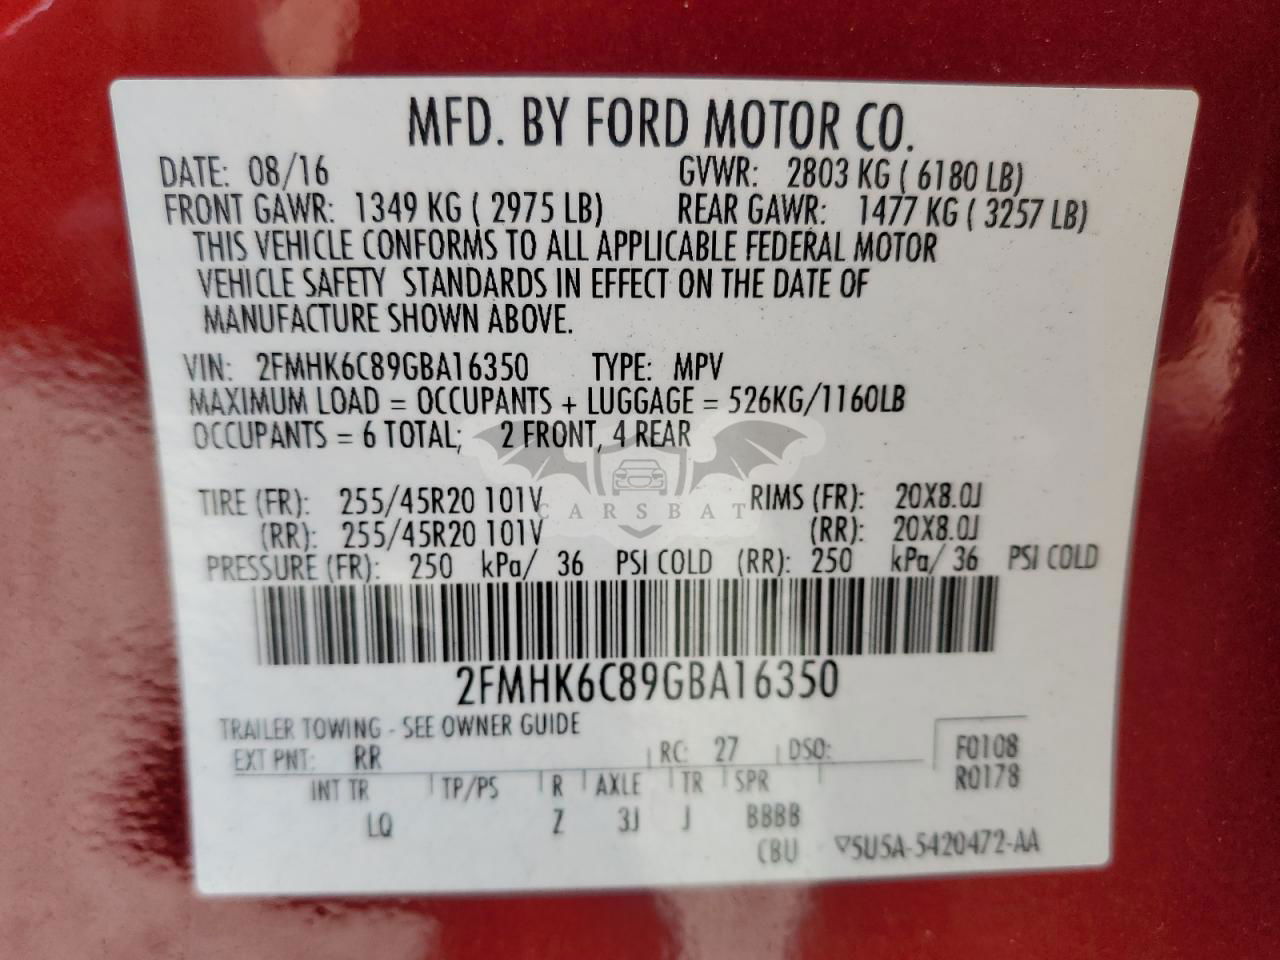 MFD. BY FORD MOTOR CO.
DATE: 08/16 GVWR: 2803 KG ( 6180 LB)
FRONT GAWR: 1349 KG ( 2975 LB) REAR GAWR: 1477 KG ( 3257 LB)
THIS VEHICLE CONFORMS TO ALL APPLICABLE FEDERAL MOTOR
VEHICLE SAFETY STANDARDS IN EFFECT ON THE DATE OF
MANUFACTURE SHOWN ABOVE.
VIN: 2FMHK6C89GBA16350 TYPE: MPV
MAXIMUM LOAD = OCCUPANTS + LUGGAGE = 526KG/1160LB
OCCUPANTS = 6 TOTAL; 2 FRONT, 4 REAR
TIRE (FR): 255/45R20 101V RIMS (FR): 20X8.0J
CARSBAT
(RR): 255/45R20 101V (RR): 20X8.0J
PRESSURE (FR): 250 kPa/ 36 PSI COLD (RR): 250 kPa/ 36 PSI COLD
2FMHK6C89GBA16350
TRAILER TOWING - SEE OWNER GUIDE
EXT PNT: RR RC: 27 DSO: F0108
R0178
INT TR TP/PS R AXLE TR SPR
LQ Z 3J J BBBB
CBU ▽5U5A-5420472-AA